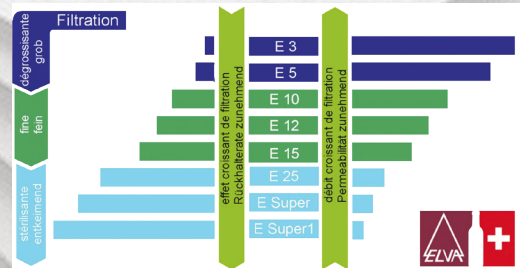 Filtration
dégrossisante
grob
fine
fein
stérilisante
entkeimend
effet croissant de filtration
Rückhalterate zunehmend
E 3
E 5
E 10
E 12
E 15
E 25
E Super
E Super1
débit croissant de filtration
Permeabilität zunehmend
ELVA